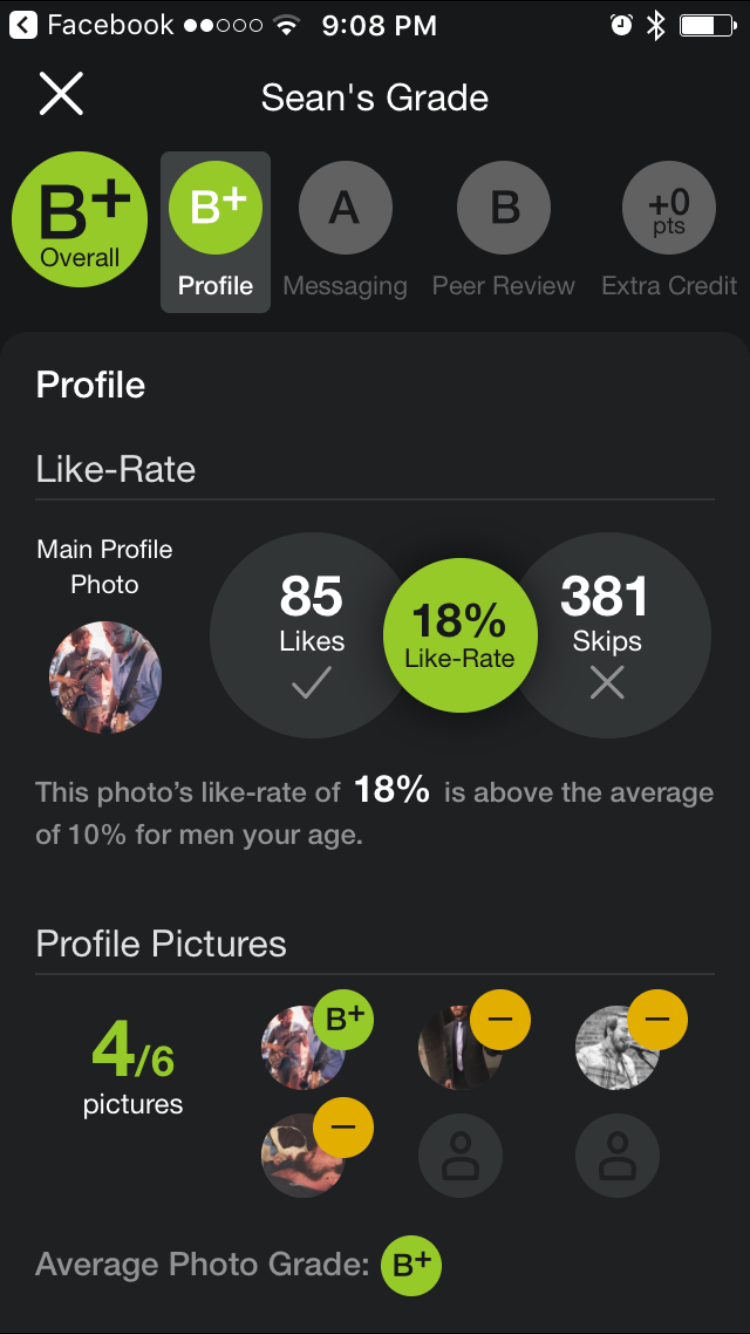 Facebook 9:08 PM
Sean's Grade
B+
Overall
B+
Profile
A
Messaging
B
Peer Review
+0
pts
Extra Credit
Profile
Like-Rate
Main Profile
Photo
85
Likes
18%
Like-Rate
381
Skips
This photo’s like-rate of 18% is above the average
of 10% for men your age.
Profile Pictures
4/6
pictures
B+
–
–
–
Average Photo Grade: B+